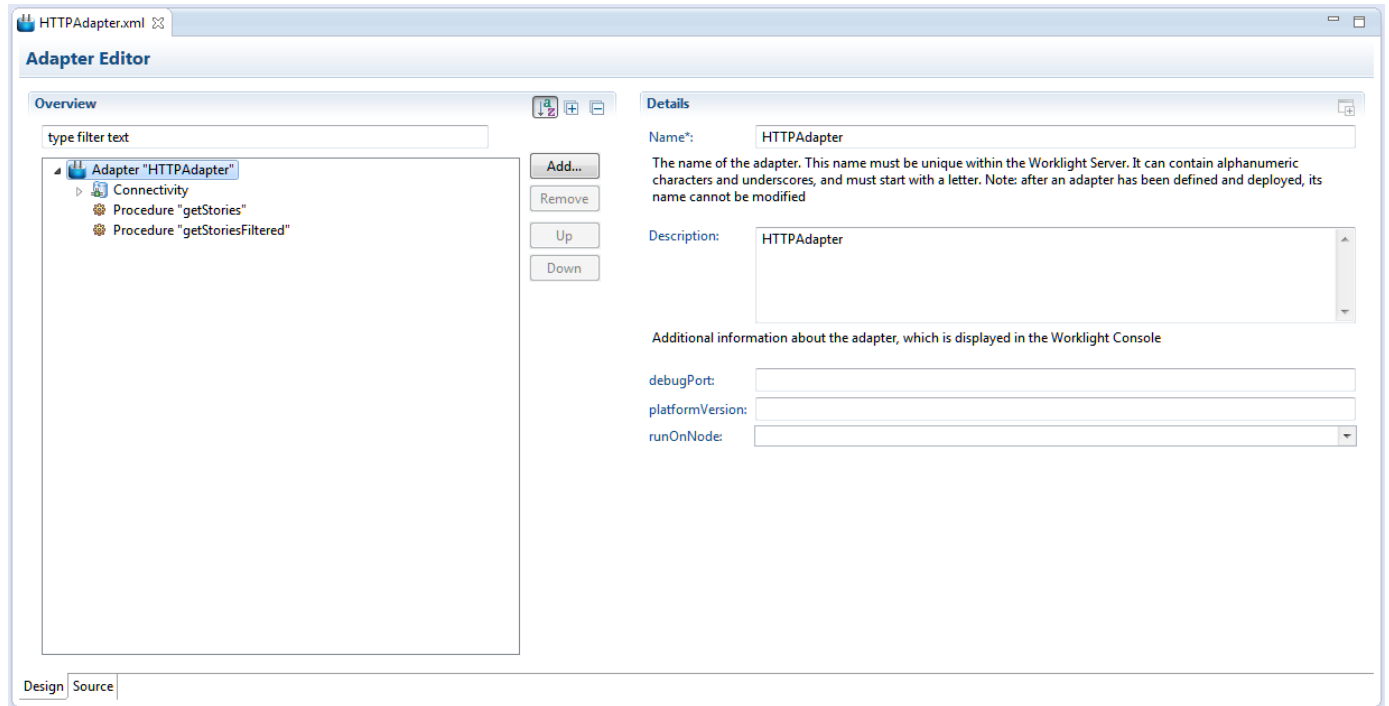 HTTPAdapter.xml
Adapter Editor
Overview
type filter text
Adapter "HTTPAdapter"
Connectivity
Procedure "getStories"
Procedure "getStoriesFiltered"
Add...
Remove
Up
Down
Details
Name*: HTTPAdapter
The name of the adapter. This name must be unique within the Worklight Server. It can contain alphanumeric
characters and underscores, and must start with a letter. Note: after an adapter has been defined and deployed, its
name cannot be modified
Description: HTTPAdapter
Additional information about the adapter, which is displayed in the Worklight Console
debugPort:
platformVersion:
runOnNode:
Design Source